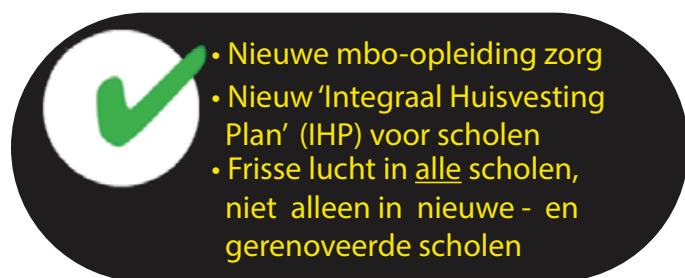 • Nieuwe mbo-opleiding zorg
• Nieuw ‘Integraal Huisvesting
Plan’ (IHP) voor scholen
• Frisse lucht in alle scholen,
niet alleen in nieuwe - en
gerenoveerde scholen